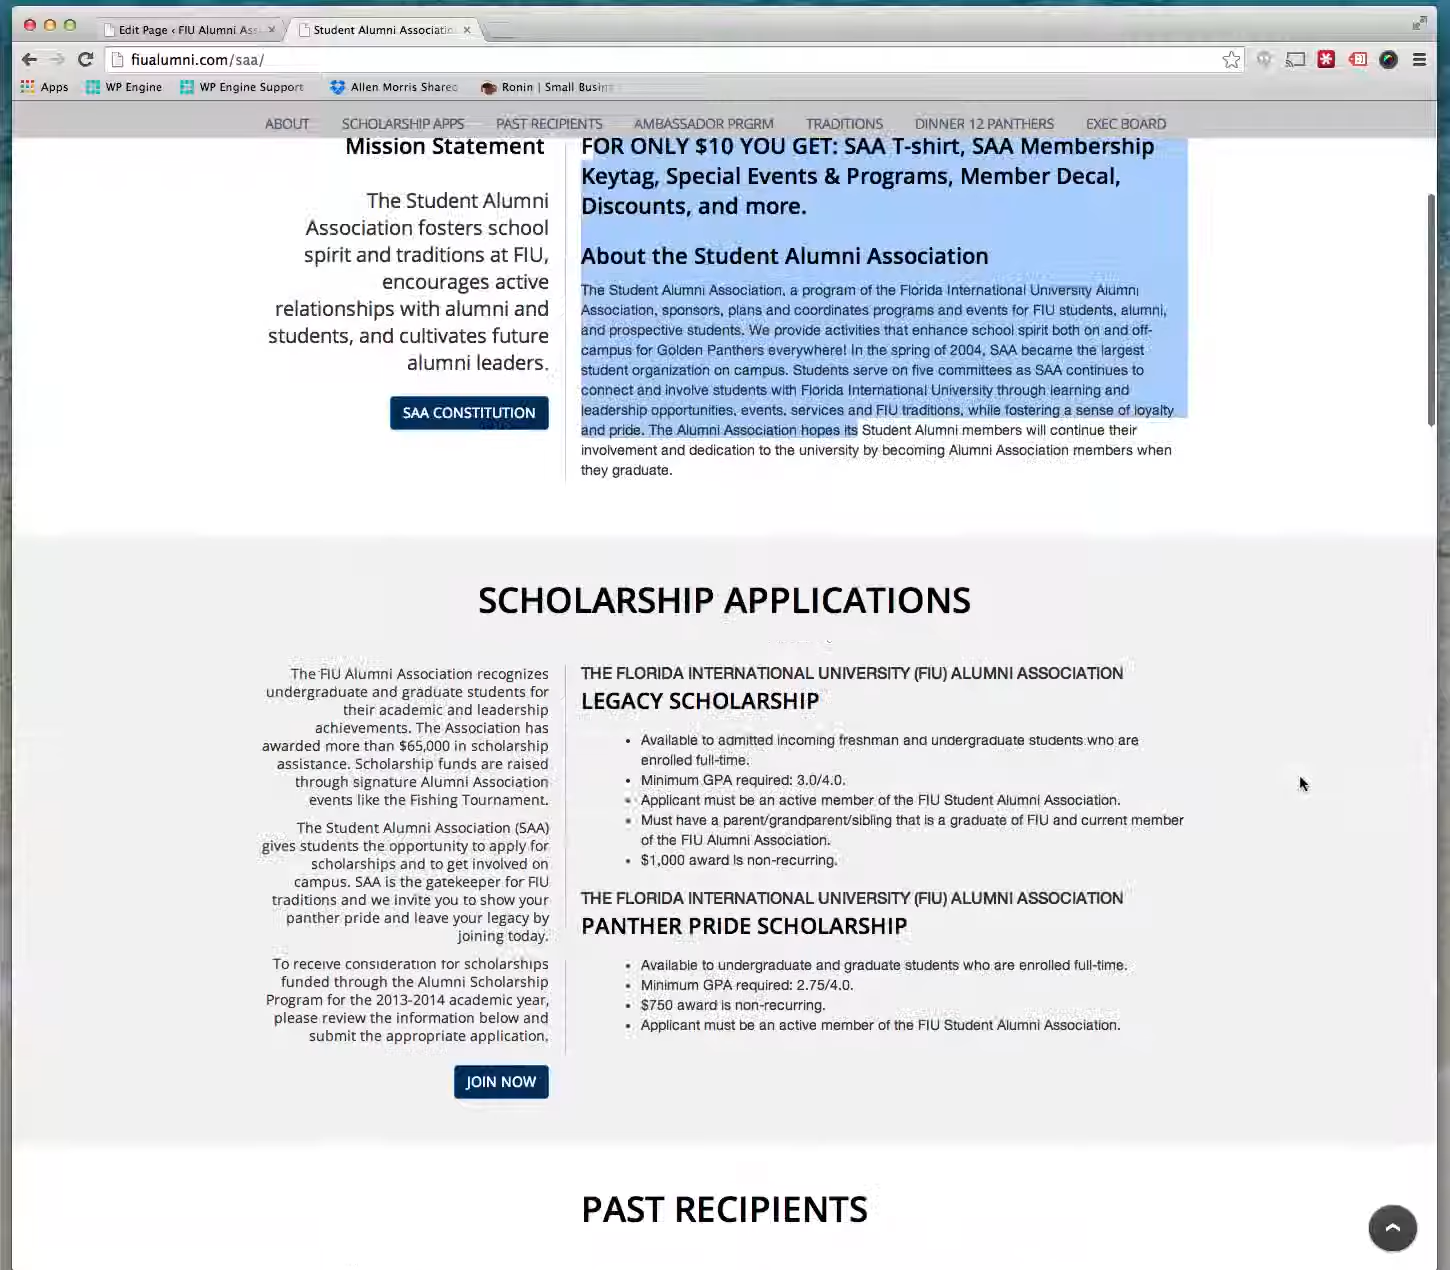 Edit Page ‹ FIU Alumni Ass
Student Alumni Associatin
fiualumni.com/saa/
Apps
WP Engine
WP Engine Support
Allen Morris Shared
Ronin | Small Busin
ABOUT
SCHOLARSHIP APPS
PAST RECIPIENTS
AMBASSADOR PRGRM
TRADITIONS
DINNER 12 PANTHERS
EXEC BOARD
Mission Statement
The Student Alumni
Association fosters school
spirit and traditions at FIU,
encourages active
relationships with alumni and
students, and cultivates future
alumni leaders.
SAA CONSTITUTION
FOR ONLY $10 YOU GET: SAA T-shirt, SAA Membership
Keytag, Special Events & Programs, Member Decal,
Discounts, and more.
About the Student Alumni Association
The Student Alumni Association, a program of the Florida International University Alumni
Association, sponsors, plans and coordinates programs and events for FIU students, alumni,
and prospective students. We provide activities that enhance school spirit both on and off-
campus for Golden Panthers everywhere! In the spring of 2004, SAA became the largest
student organization on campus. Students serve on five committees as SAA continues to
connect and involve students with Florida International University through learning and
leadership opportunities, events, services and FIU traditions, while fostering a sense of loyalty
and pride. The Alumni Association hopes its Student Alumni members will continue their
involvement and dedication to the university by becoming Alumni Association members when
they graduate.
SCHOLARSHIP APPLICATIONS
The FIU Alumni Association recognizes
undergraduate and graduate students for
their academic and leadership
achievements. The Association has
awarded more than $65,000 in scholarship
assistance. Scholarship funds are raised
through signature Alumni Association
events like the Fishing Tournament.
The Student Alumni Association (SAA)
gives students the opportunity to apply for
scholarships and to get involved on
campus. SAA is the gatekeeper for FIU
traditions and we invite you to show your
panther pride and leave your legacy by
joining today.
To receive consideration for scholarships
funded through the Alumni Scholarship
Program for the 2013-2014 academic year,
please review the information below and
submit the appropriate application.
JOIN NOW
THE FLORIDA INTERNATIONAL UNIVERSITY (FIU) ALUMNI ASSOCIATION
LEGACY SCHOLARSHIP
• Available to admitted incoming freshman and undergraduate students who are
enrolled full-time.
• Minimum GPA required: 3.0/4.0.
• Applicant must be an active member of the FIU Student Alumni Association.
• Must have a parent/grandparent/sibling that is a graduate of FIU and current member
of the FIU Alumni Association.
• $1,000 award is non-recurring.
THE FLORIDA INTERNATIONAL UNIVERSITY (FIU) ALUMNI ASSOCIATION
PANTHER PRIDE SCHOLARSHIP
• Available to undergraduate and graduate students who are enrolled full-time.
• Minimum GPA required: 2.75/4.0.
• $750 award is non-recurring.
• Applicant must be an active member of the FIU Student Alumni Association.
PAST RECIPIENTS